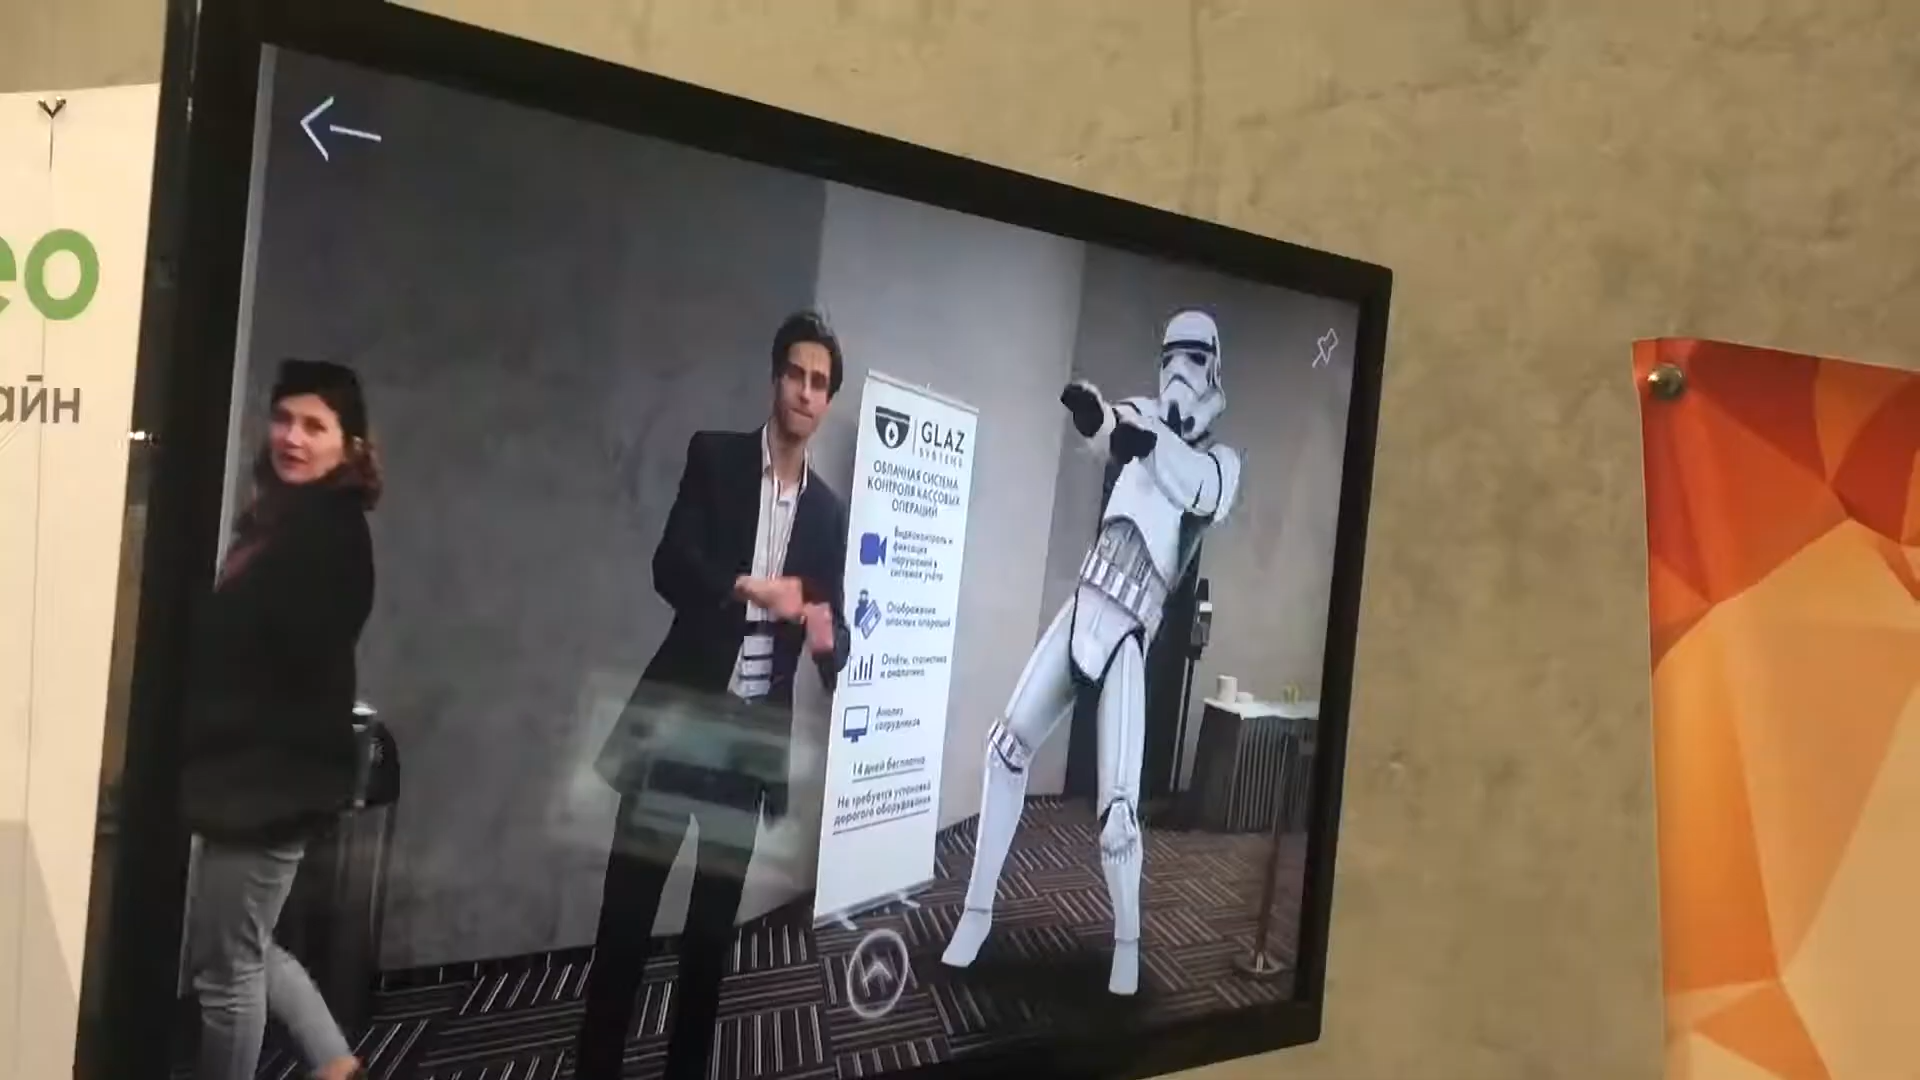 eo
айн
GLAZ
SYSTEMS
ОБЛАЧНАЯ СИСТЕМА
КОНТРОЛЯ КАССОВЫХ
ОПЕРАЦИЙ
Видеоконтроль и
фиксация
нарушений в
системах учёта
Отображение
опасных операций
Отчёты, статистика
и аналитика
Анализ
сотрудников
14 дней бесплатно
Не требуется установка
дорогого оборудования